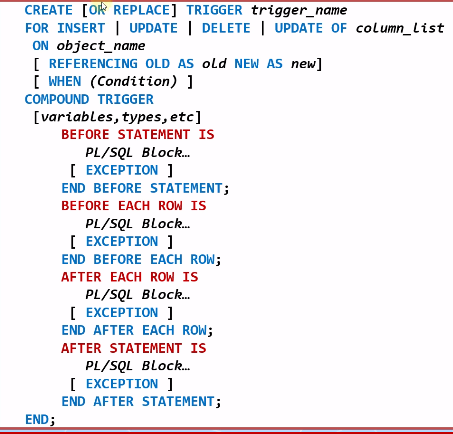 CREATE [OR REPLACE] TRIGGER trigger_name
FOR INSERT | UPDATE | DELETE | UPDATE OF column_list
ON object_name
[ REFERENCING OLD AS old NEW AS new]
[ WHEN (Condition) ]
COMPOUND TRIGGER
[variables,types,etc]
BEFORE STATEMENT IS
PL/SQL Block…
[ EXCEPTION ]
END BEFORE STATEMENT;
BEFORE EACH ROW IS
PL/SQL Block…
[ EXCEPTION ]
END BEFORE EACH ROW;
AFTER EACH ROW IS
PL/SQL Block…
[ EXCEPTION ]
END AFTER EACH ROW;
AFTER STATEMENT IS
PL/SQL Block…
[ EXCEPTION ]
END AFTER STATEMENT;
END;